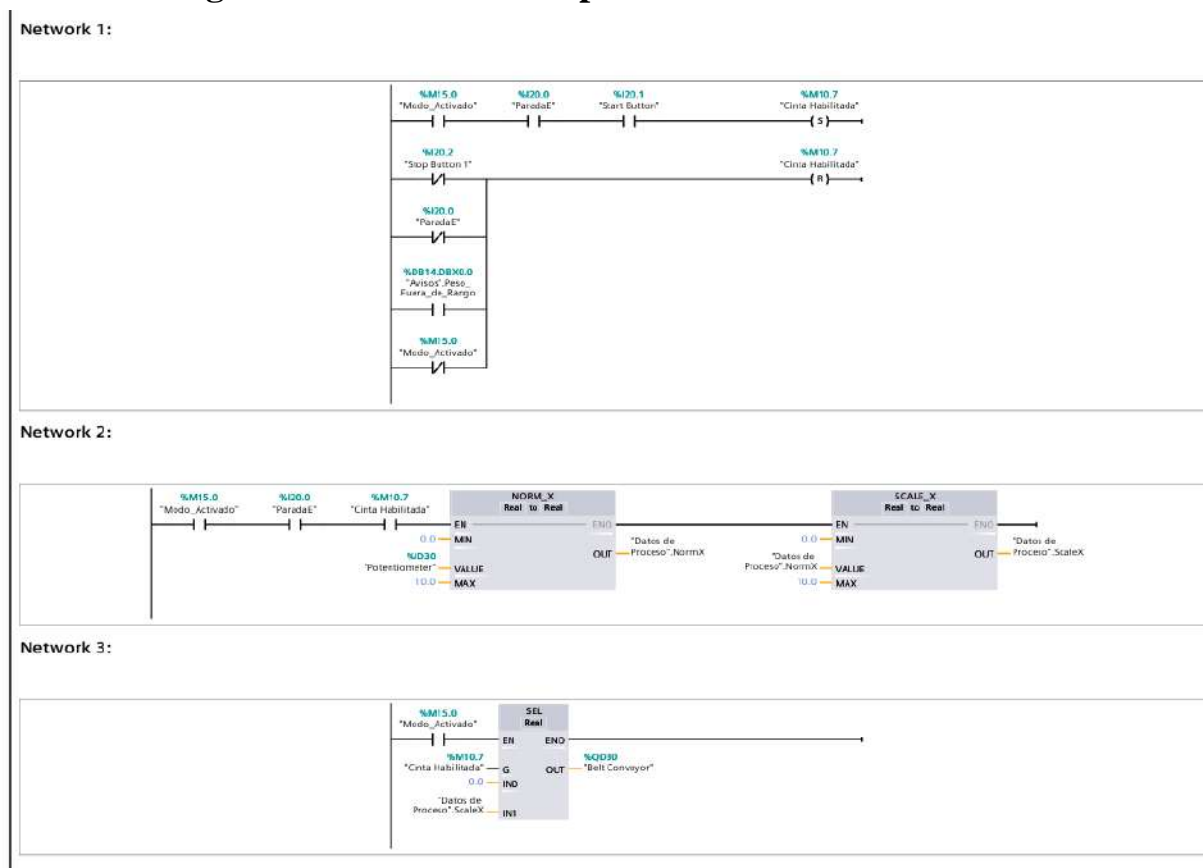 Network 1:
%M15.0 %I20.0 %I20.1 %M10.7
"Modo_Activado" "ParadaE" "Start Button" "Cinta Habilitada"
S
%I20.2 %M10.7
"Stop Button 1" "Cinta Habilitada"
R
%I20.0
"ParadaE"
%DB14.DBX0.0
"Avisos".Peso_
Fuera_de_Rango
%M15.0
"Modo_Activado"
Network 2:
%M15.0 %I20.0 %M10.7 NORM_X SCALE_X
"Modo_Activado" "ParadaE" "Cinta Habilitada" Real to Real Real to Real
EN ENO EN ENO
0.0 MIN "Datos de 0.0 MIN "Datos de
%ID30 OUT Proceso".NormX "Datos de OUT Proceso".ScaleX
"Potentiometer" VALUE Proceso".NormX VALUE
10.0 MAX 10.0 MAX
Network 3:
%M15.0 SEL
"Modo_Activado" Real
EN ENO
%M10.7 %QD30
"Cinta Habilitada" G OUT "Belt Conveyor"
0.0 IN0
"Datos de
Proceso".ScaleX IN1